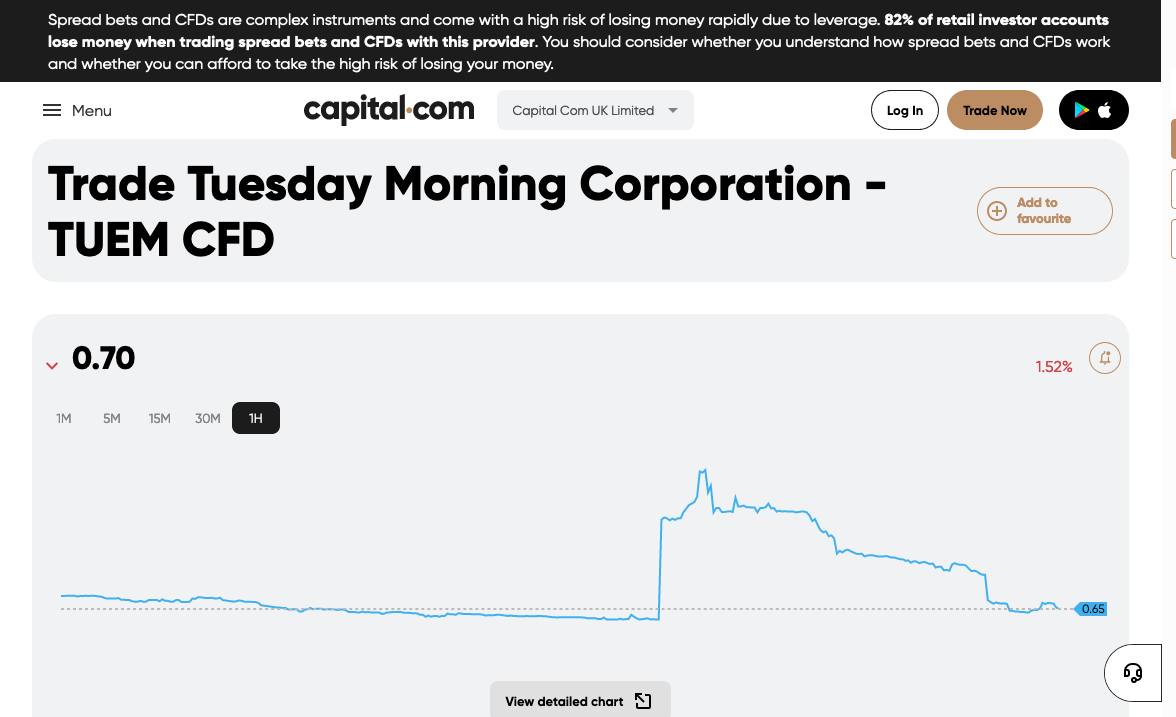 Spread bets and CFDs are complex instruments and come with a high risk of losing money rapidly due to leverage. 82% of retail investor accounts
lose money when trading spread bets and CFDs with this provider. You should consider whether you understand how spread bets and CFDs work
and whether you can afford to take the high risk of losing your money.
Menu
capital.com
Capital Com UK Limited
Log In
Trade Now
Trade Tuesday Morning Corporation -
TUEM CFD
Add to
favourite
0.70
1.52%
1M
5M
15M
30M
1H
0.65
View detailed chart